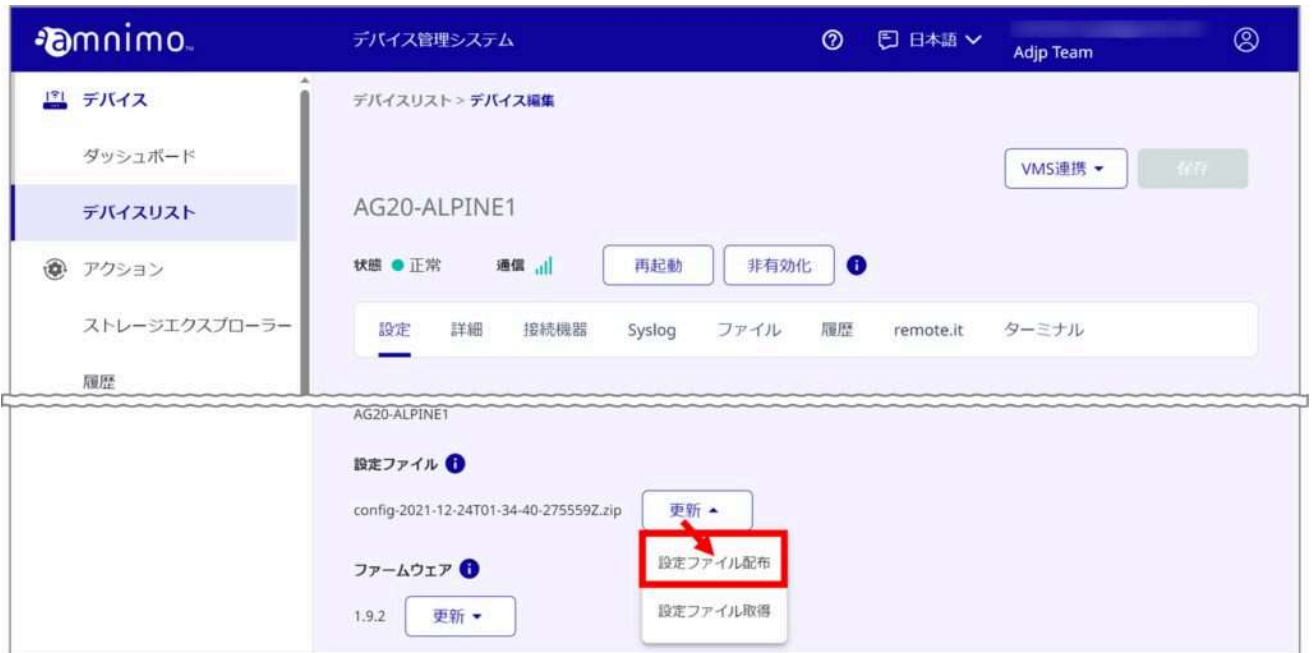 amnimo
デバイス管理システム
日本語
Adjp Team
デバイス
ダッシュボード
デバイスリスト
アクション
ストレージエクスプローラー
履歴
デバイスリスト > デバイス編集
VMS連携
保存
AG20-ALPINE1
状態 正常 通信 再起動 非有効化
設定 詳細 接続機器 Syslog ファイル 履歴 remote.it ターミナル
AG20-ALPINE1
設定ファイル
config-2021-12-24T01-34-40-275559Z.zip 更新
設定ファイル配布
設定ファイル取得
ファームウェア
1.9.2 更新